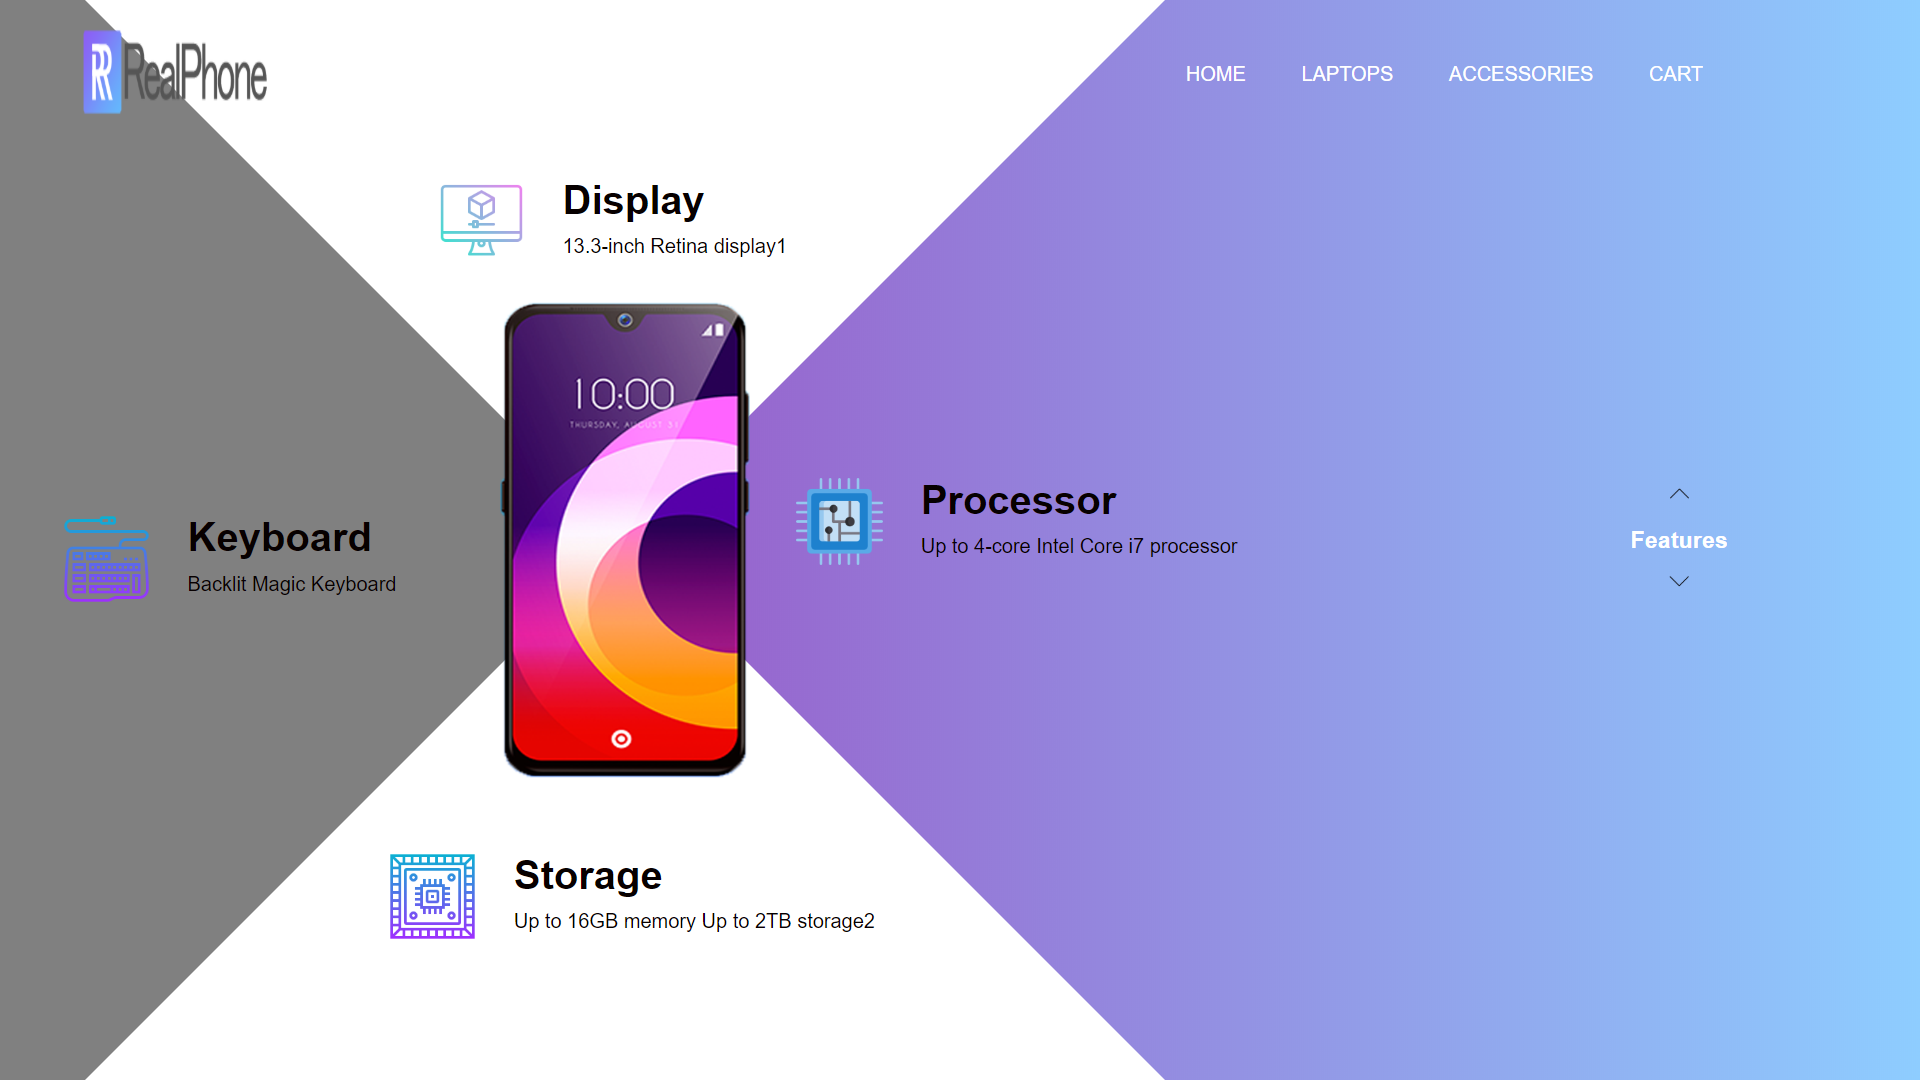 RR RealPhone
HOME
LAPTOPS
ACCESSORIES
CART
Display
13.3-inch Retina display1
10:00
THURSDAY, AUGUST 31
Keyboard
Backlit Magic Keyboard
Processor
Up to 4-core Intel Core i7 processor
Features
Storage
Up to 16GB memory Up to 2TB storage2